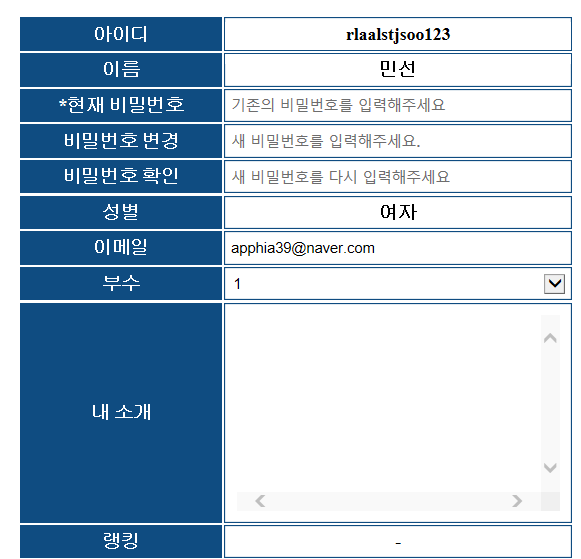 아이디 rlaalstjsoo123
이름 민선
*현재 비밀번호 기존의 비밀번호를 입력해주세요
비밀번호 변경 새 비밀번호를 입력해주세요.
비밀번호 확인 새 비밀번호를 다시 입력해주세요
성별 여자
이메일 apphia39@naver.com
부수 1
내 소개
랭킹 -